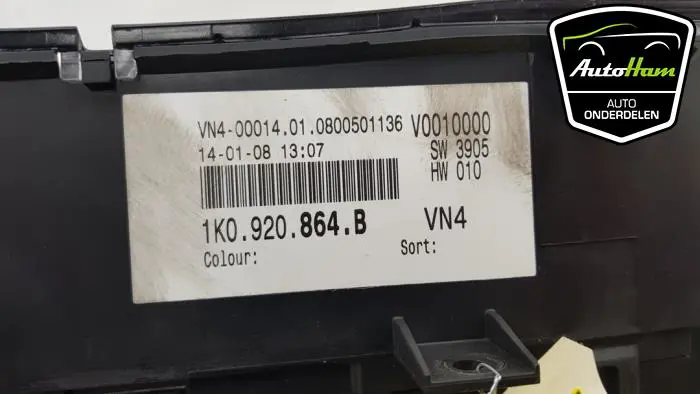 VN4-00014.01.0800501136 V0010000
14-01-08 13:07 SW 3905
HW 010
1K0.920.864.B VN4
Colour: Sort:
AutoHam
AUTO
ONDERDELEN